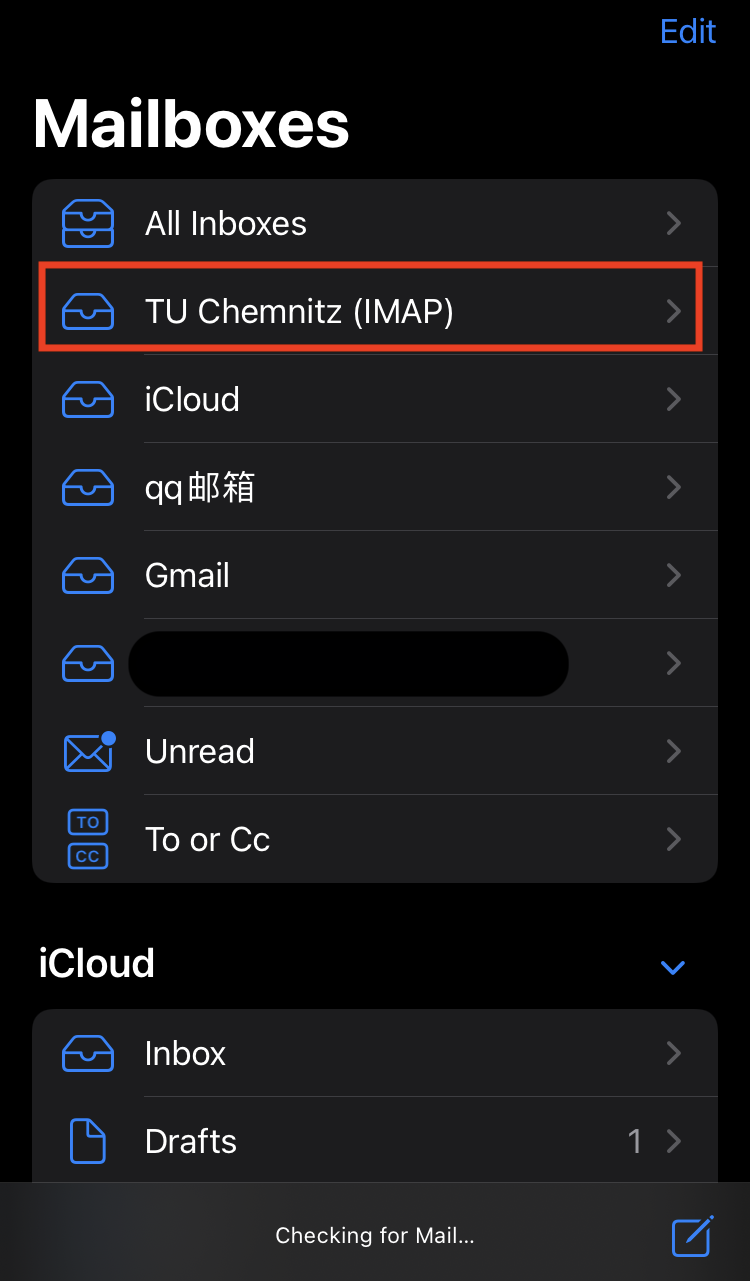 Edit
Mailboxes
All Inboxes
TU Chemnitz (IMAP)
iCloud
qq邮箱
Gmail
Unread
TO
CC
To or Cc
iCloud
Inbox
Drafts 1
Checking for Mail...